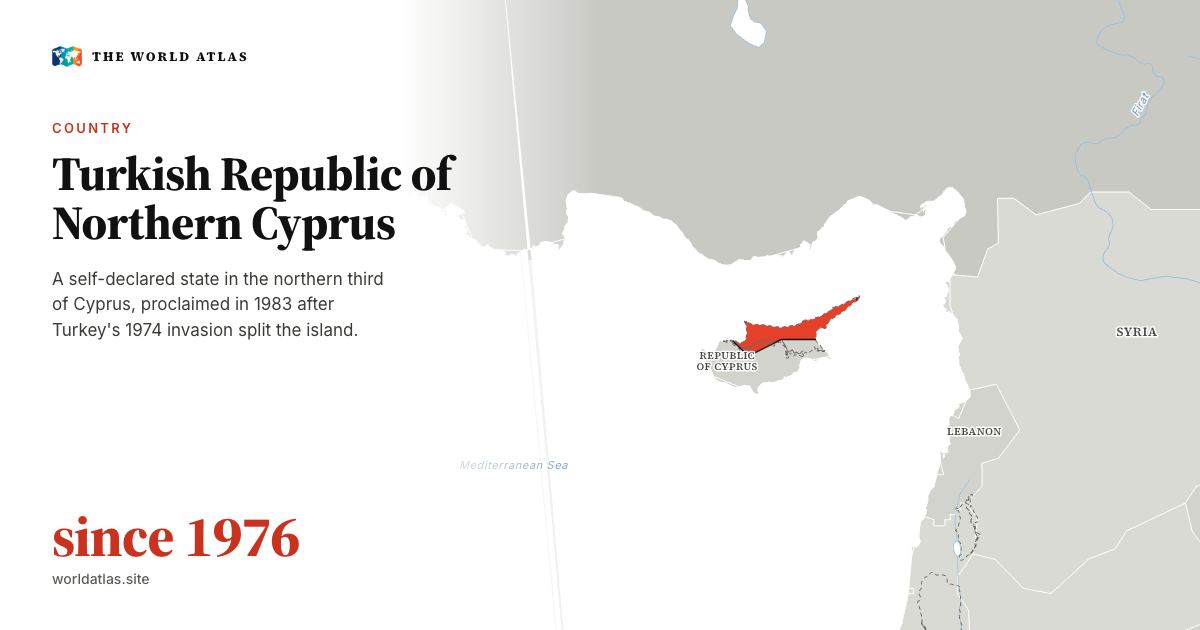 THE WORLD ATLAS
COUNTRY
Turkish Republic of
Northern Cyprus
A self-declared state in the northern third
of Cyprus, proclaimed in 1983 after
Turkey's 1974 invasion split the island.
since 1976
worldatlas.site
Fırat
SYRIA
REPUBLIC
OF CYPRUS
LEBANON
Mediterranean Sea